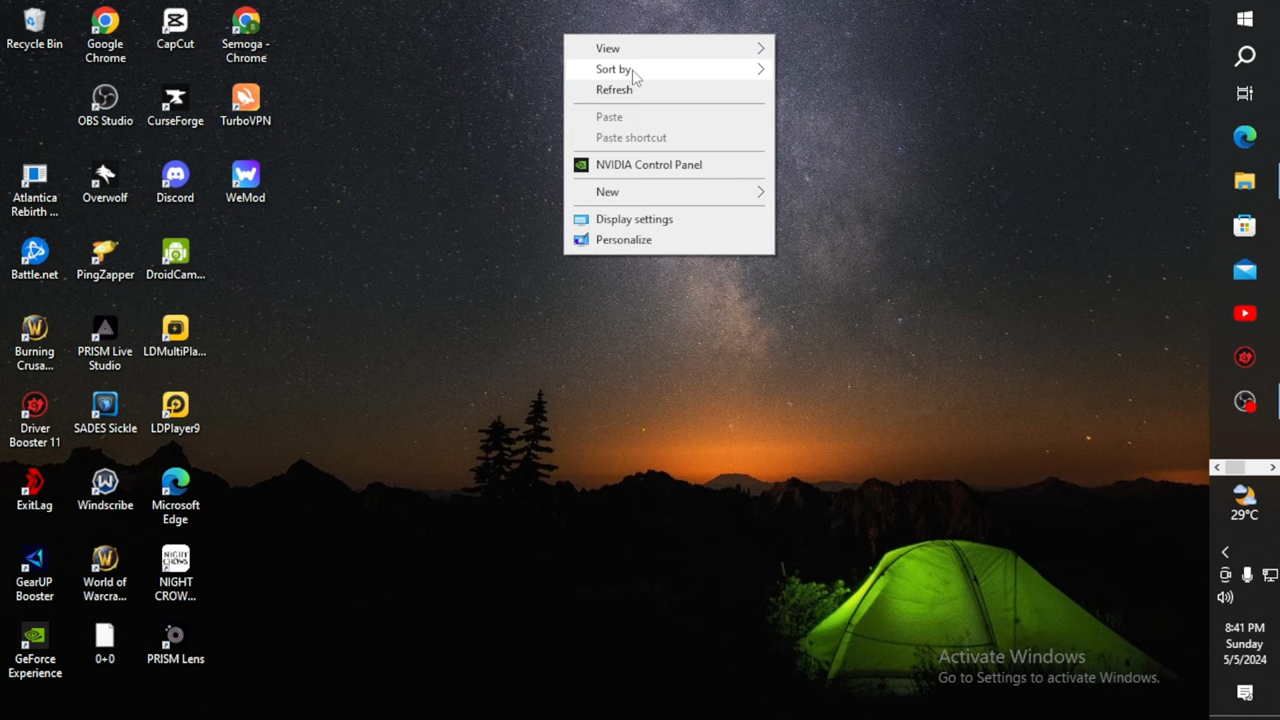 Recycle Bin
Google
Chrome
CapCut
Semoga -
Chrome
OBS Studio
CurseForge
TurboVPN
Atlantica
Rebirth ...
Overwolf
Discord
WeMod
Battle.net
PingZapper
DroidCam...
Burning
Crusa...
PRISM Live
Studio
LDMultiPla...
Driver
Booster 11
SADES Sickle
LDPlayer9
ExitLag
Windscribe
Microsoft
Edge
GearUP
Booster
World of
Warcra...
NIGHT
CROWS
NIGHT
CROW...
GeForce
Experience
0+0
PRISM Lens
View
Sort by
Refresh
Paste
Paste shortcut
NVIDIA Control Panel
New
Display settings
Personalize
Activate Windows
Go to Settings to activate Windows.
29°C
8:41 PM
Sunday
5/5/2024